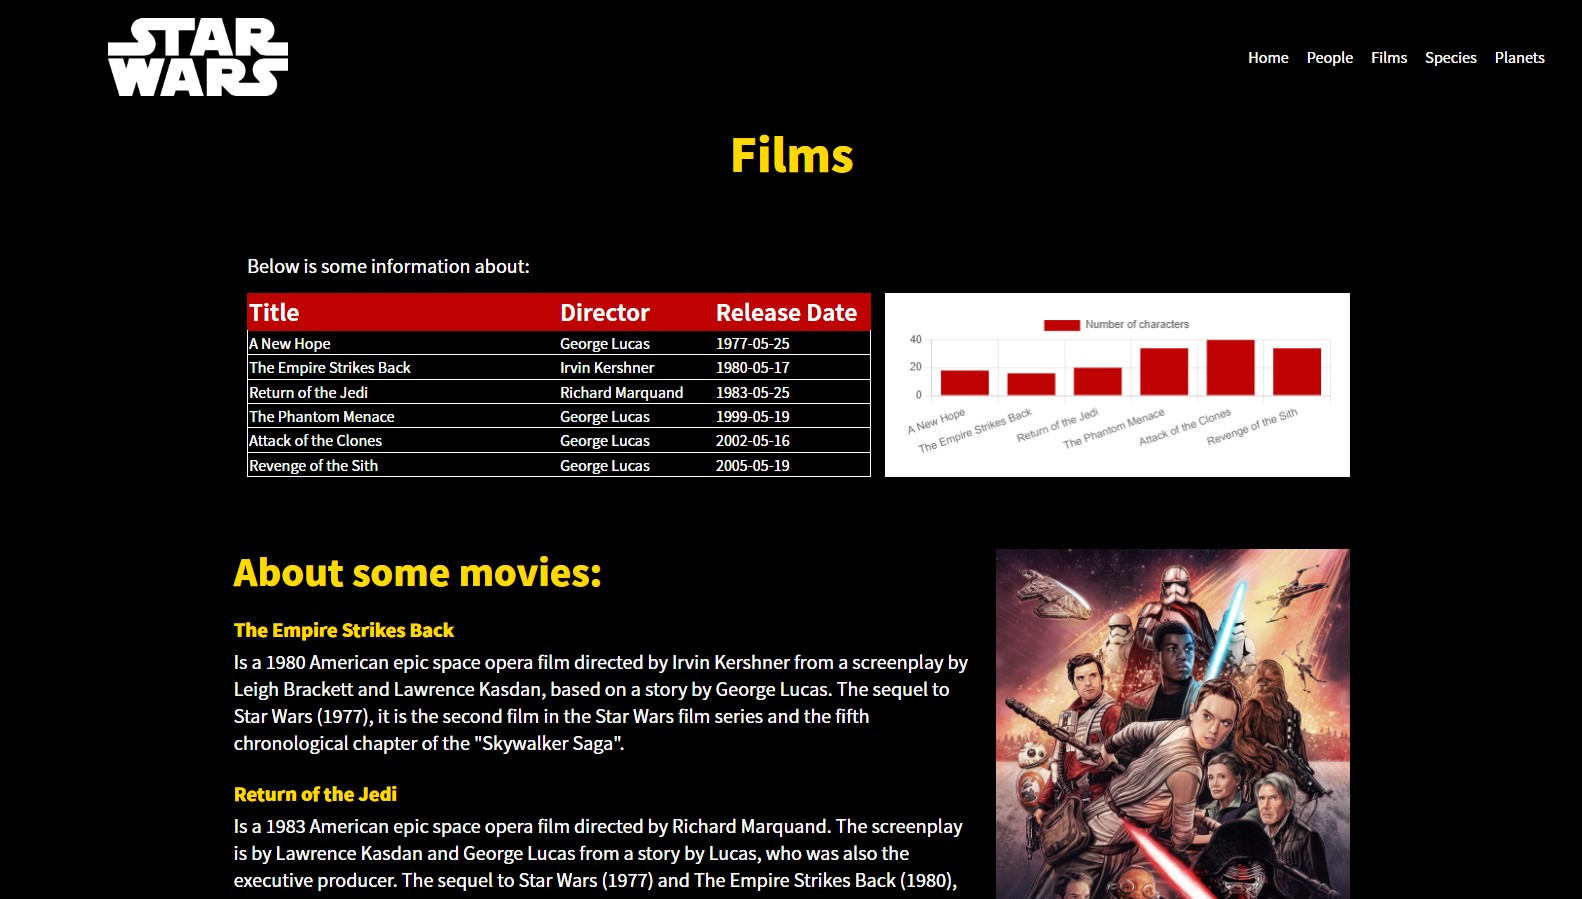 STAR
WARS
Home People Films Species Planets
Films
Below is some information about:
Title Director Release Date
A New Hope George Lucas 1977-05-25
The Empire Strikes Back Irvin Kershner 1980-05-17
Return of the Jedi Richard Marquand 1983-05-25
The Phantom Menace George Lucas 1999-05-19
Attack of the Clones George Lucas 2002-05-16
Revenge of the Sith George Lucas 2005-05-19
Number of characters
40
20
0
A New Hope
The Empire Strikes Back
Return of the Jedi
The Phantom Menace
Attack of the Clones
Revenge of the Sith
About some movies:
The Empire Strikes Back
Is a 1980 American epic space opera film directed by Irvin Kershner from a screenplay by
Leigh Brackett and Lawrence Kasdan, based on a story by George Lucas. The sequel to
Star Wars (1977), it is the second film in the Star Wars film series and the fifth
chronological chapter of the "Skywalker Saga".
Return of the Jedi
Is a 1983 American epic space opera film directed by Richard Marquand. The screenplay
is by Lawrence Kasdan and George Lucas from a story by Lucas, who was also the
executive producer. The sequel to Star Wars (1977) and The Empire Strikes Back (1980),